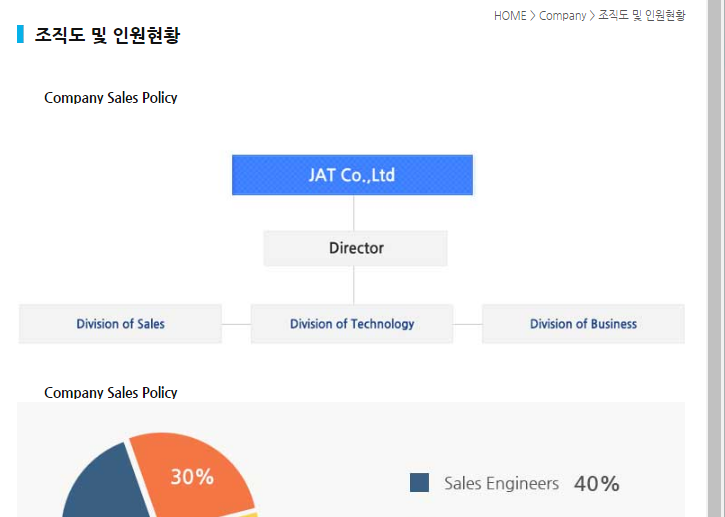 HOME > Company > 조직도 및 인원현황
조직도 및 인원현황
Company Sales Policy
JAT Co.,Ltd
Director
Division of Sales
Division of Technology
Division of Business
Company Sales Policy
30%
Sales Engineers 40%